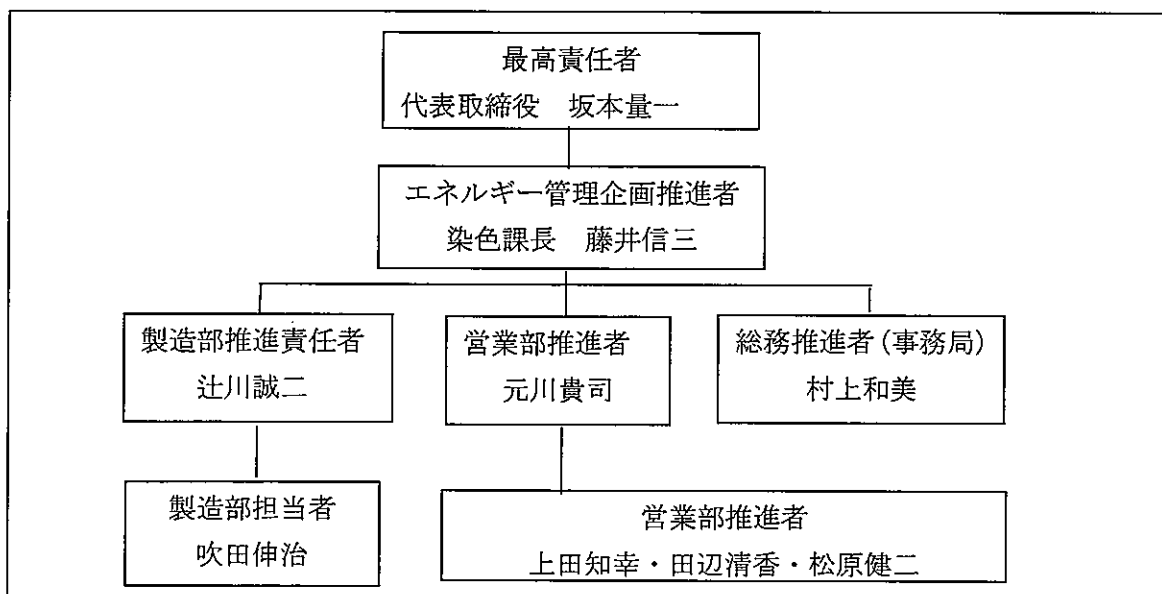 最高責任者
代表取締役　坂本量一
エネルギー管理企画推進者
染色課長　藤井信三
製造部推進責任者
辻川誠二
営業部推進者
元川貴司
総務推進者（事務局）
村上和美
製造部担当者
吹田伸治
営業部推進者
上田知幸・田辺清香・松原健二